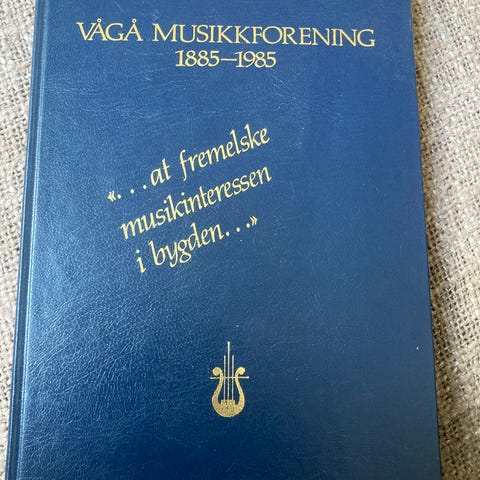 VÅGÅ MUSIKKFORENING
1885—1985
«...at fremelske
musikinteressen
i bygden...»